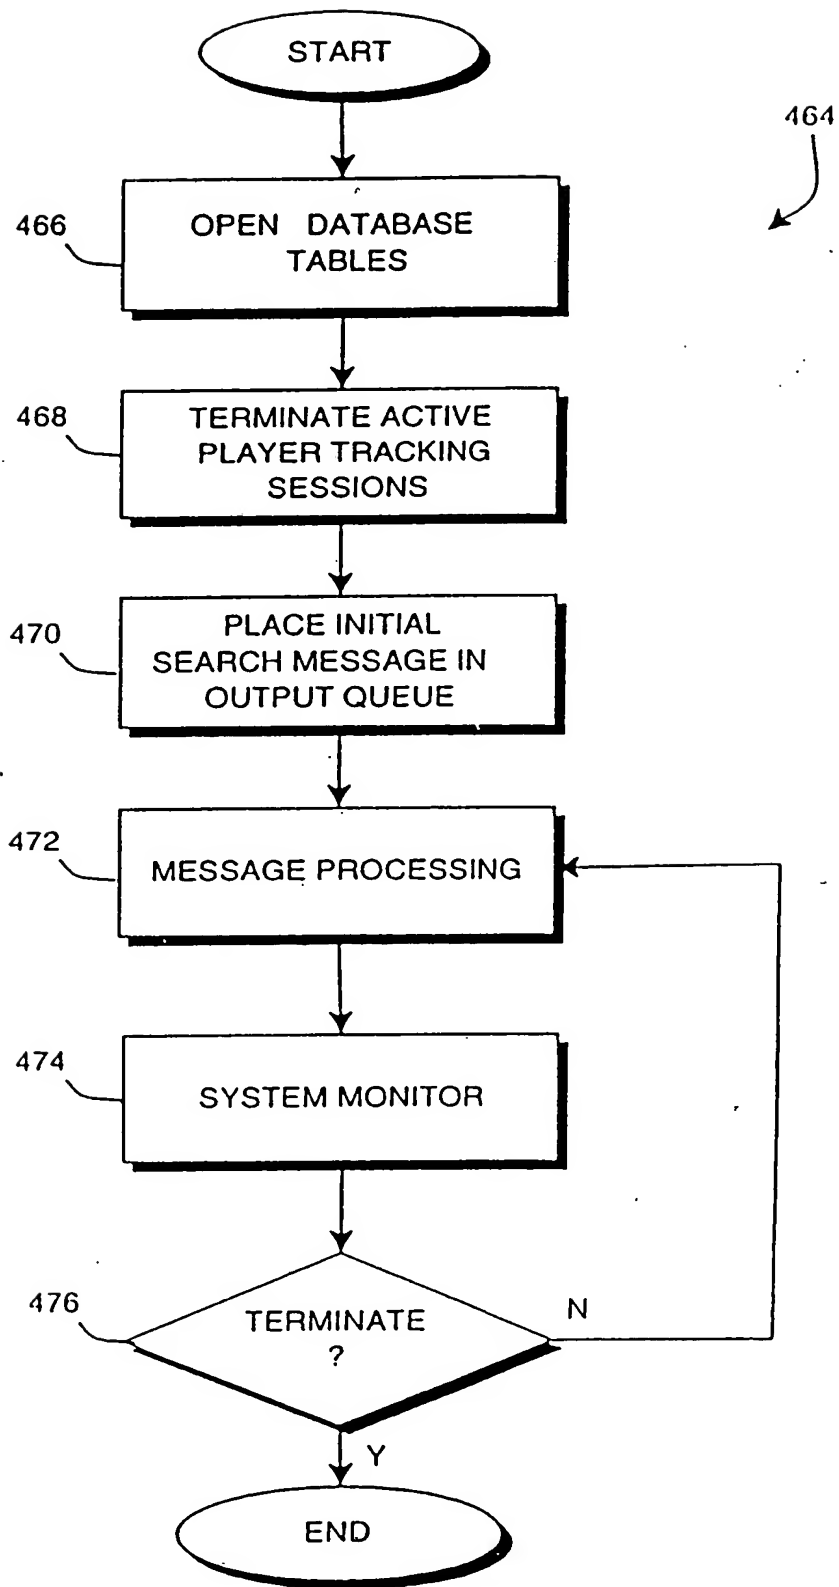 START
464
466
OPEN DATABASE
TABLES
468
TERMINATE ACTIVE
PLAYER TRACKING
SESSIONS
470
PLACE INITIAL
SEARCH MESSAGE IN
OUTPUT QUEUE
472
MESSAGE PROCESSING
474
SYSTEM MONITOR
476
TERMINATE
?
N
Y
END